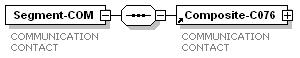 Segment-COM
Composite-C076
COMMUNICATION
CONTACT
COMMUNICATION
CONTACT